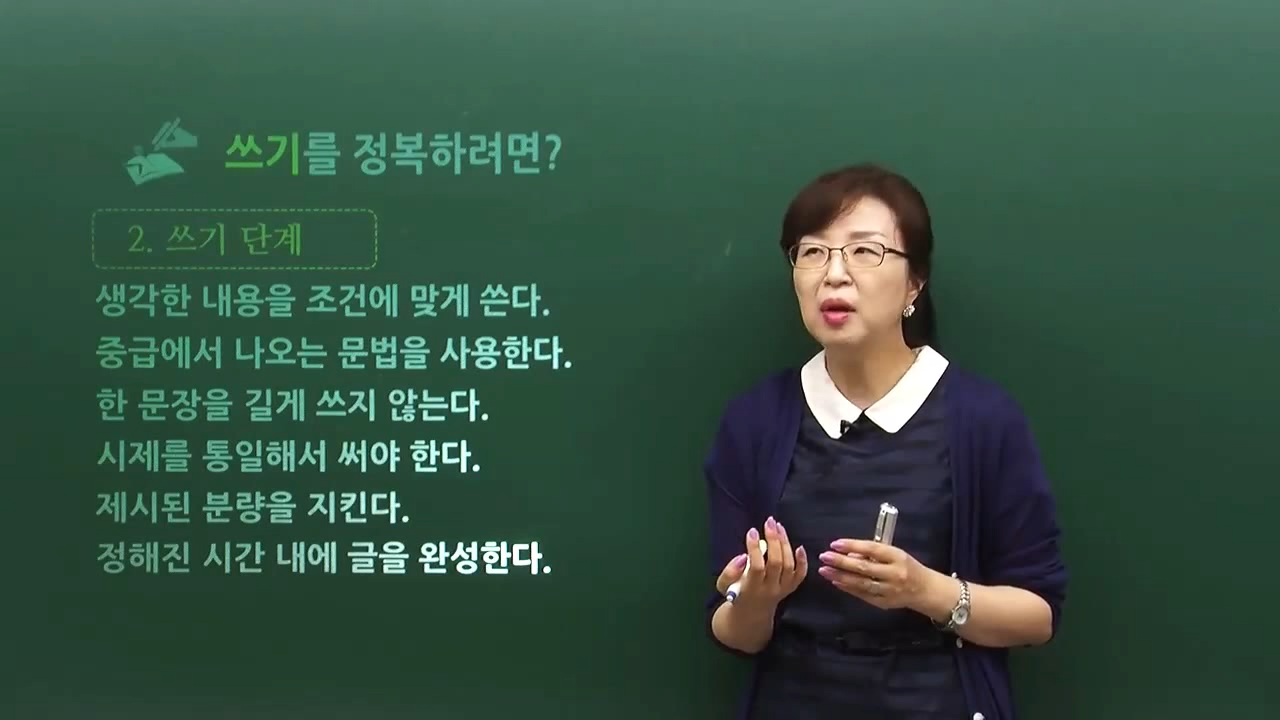 쓰기를 정복하려면?
2. 쓰기 단계
생각한 내용을 조건에 맞게 쓴다.
중급에서 나오는 문법을 사용한다.
한 문장을 길게 쓰지 않는다.
시제를 통일해서 써야 한다.
제시된 분량을 지킨다.
정해진 시간 내에 글을 완성한다.